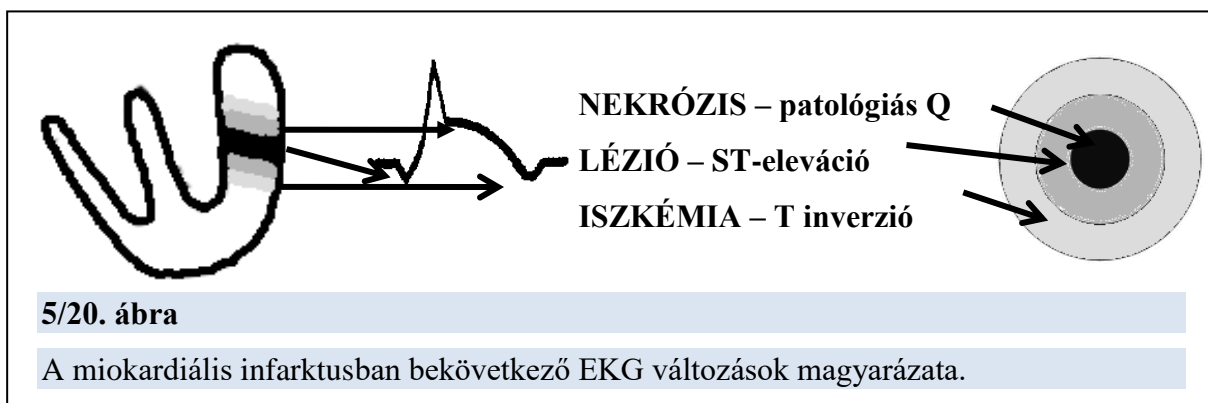 NEKRÓZIS – patológiás Q
LÉZIÓ – ST-eleváció
ISZKÉMIA – T inverzió
5/20. ábra
A miokardiális infarktusban bekövetkező EKG változások magyarázata.